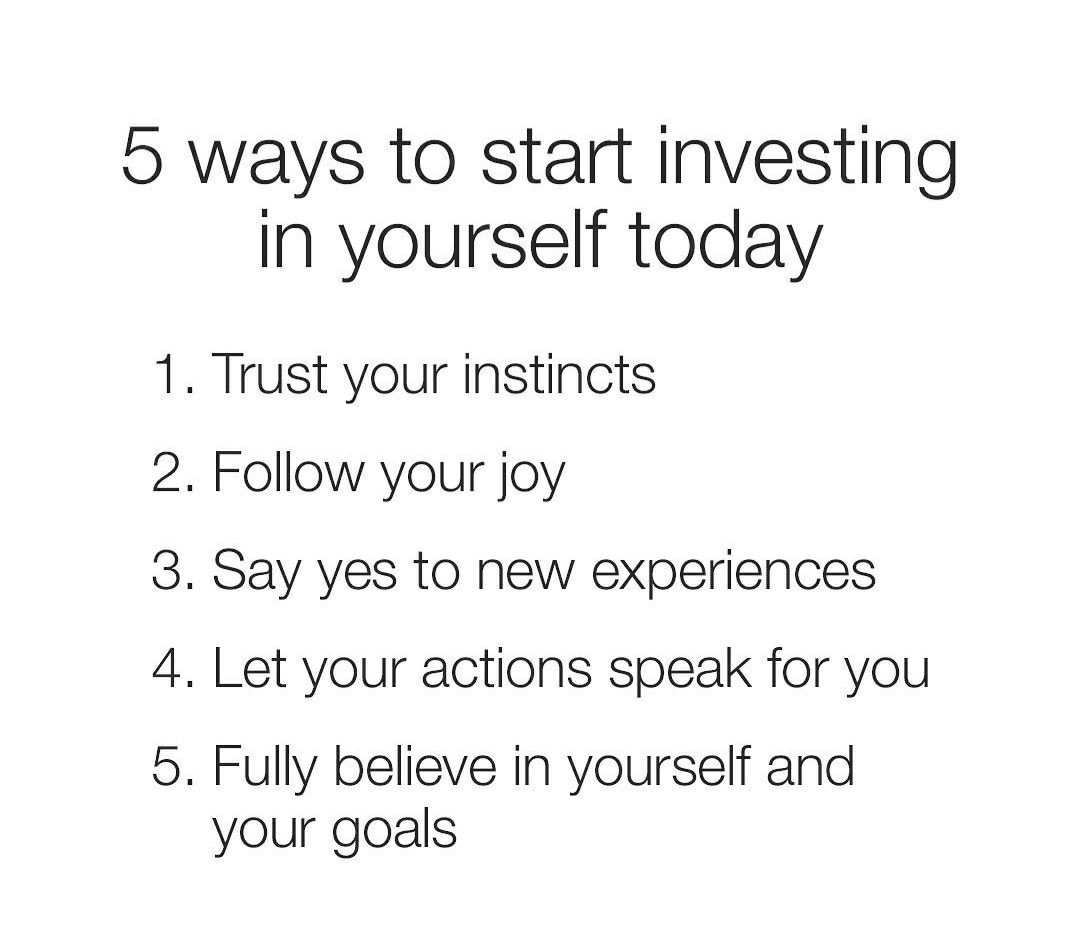 5 ways to start investing
in yourself today
1. Trust your instincts
2. Follow your joy
3. Say yes to new experiences
4. Let your actions speak for you
5. Fully believe in yourself and
your goals